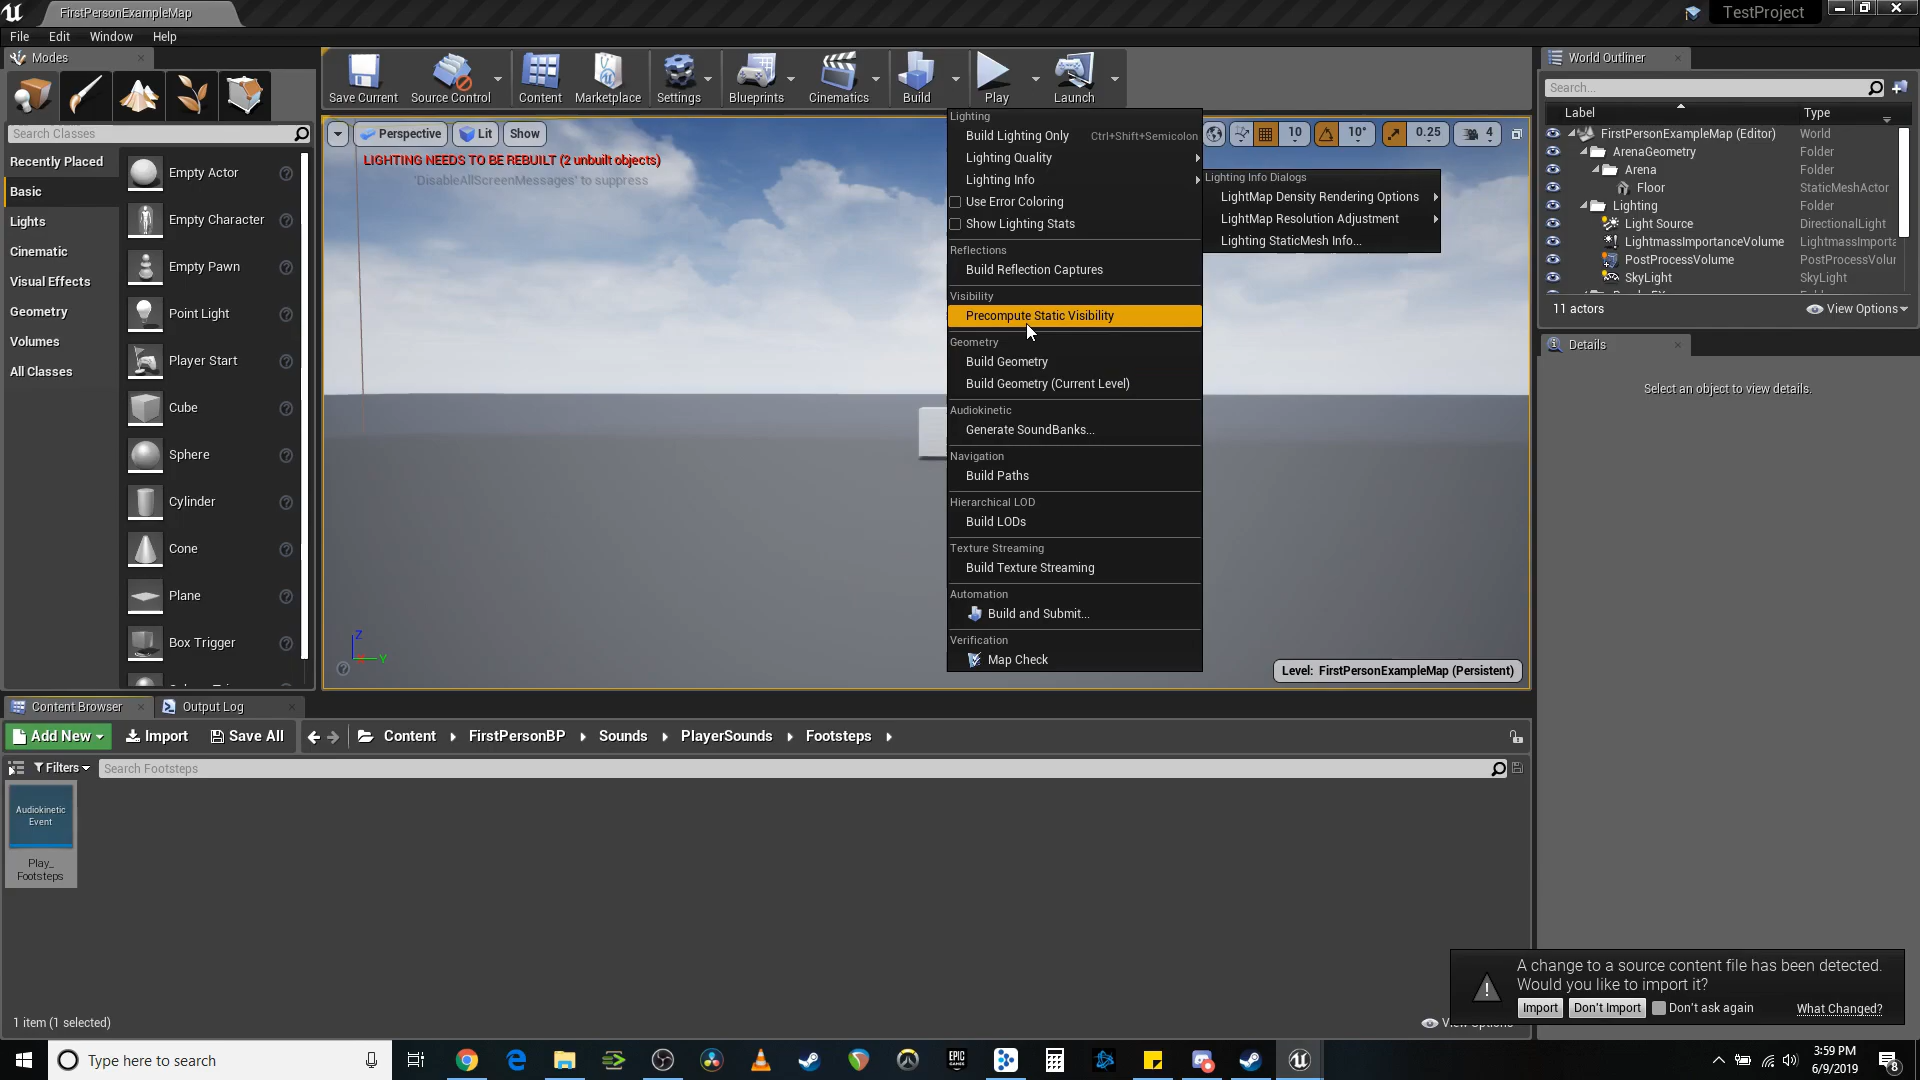 FirstPersonExampleMap
TestProject
File Edit Window Help
Modes
Save Current
Source Control
Content
Marketplace
Settings
Blueprints
Cinematics
Build
Play
Launch
World Outliner
Search...
Label
Type
Search Classes
Recently Placed
Basic
Lights
Cinematic
Visual Effects
Geometry
Volumes
All Classes
Empty Actor
Empty Character
Empty Pawn
Point Light
Player Start
Cube
Sphere
Cylinder
Cone
Plane
Box Trigger
Perspective
Lit
Show
LIGHTING NEEDS TO BE REBUILT (2 unbuilt objects)
'DisableAllScreenMessages' to suppress
Z
Y
Lighting
Build Lighting Only Ctrl+Shift+Semicolon
Lighting Quality
Lighting Info
Use Error Coloring
Show Lighting Stats
Reflections
Build Reflection Captures
Visibility
Precompute Static Visibility
Geometry
Build Geometry
Build Geometry (Current Level)
Audiokinetic
Generate SoundBanks...
Navigation
Build Paths
Hierarchical LOD
Build LODs
Texture Streaming
Build Texture Streaming
Automation
Build and Submit...
Verification
Map Check
10
10°
0.25
4
Lighting Info Dialogs
LightMap Density Rendering Options
LightMap Resolution Adjustment
Lighting StaticMesh Info...
Level: FirstPersonExampleMap (Persistent)
FirstPersonExampleMap (Editor) World
ArenaGeometry Folder
Arena Folder
Floor StaticMeshActor
Lighting Folder
Light Source DirectionalLight
LightmassImportanceVolume LightmassImporta
PostProcessVolume PostProcessVolur
SkyLight SkyLight
11 actors
View Options
Details
Select an object to view details.
Content Browser
Output Log
Add New
Import
Save All
Content
FirstPersonBP
Sounds
PlayerSounds
Footsteps
Filters
Search Footsteps
Audiokinetic
Event
Play_
Footsteps
1 item (1 selected)
View Options
A change to a source content file has been detected.
Would you like to import it?
Import
Don't Import
Don't ask again
What Changed?
Type here to search
EPIC
GAMES
3:59 PM
6/9/2019
8